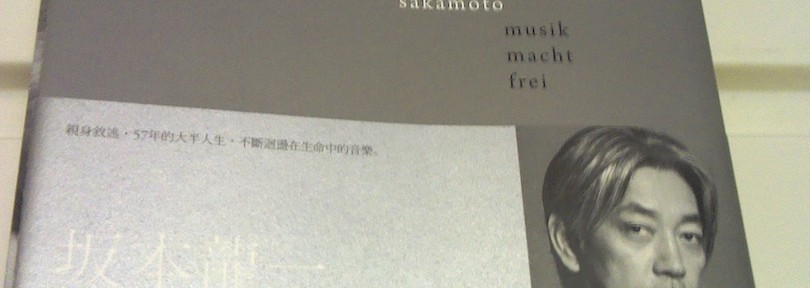 sakamoto
musik
macht
frei
親身敘述，57年的大半人生，不斷迴盪在生命中的音樂。
坂本龍一